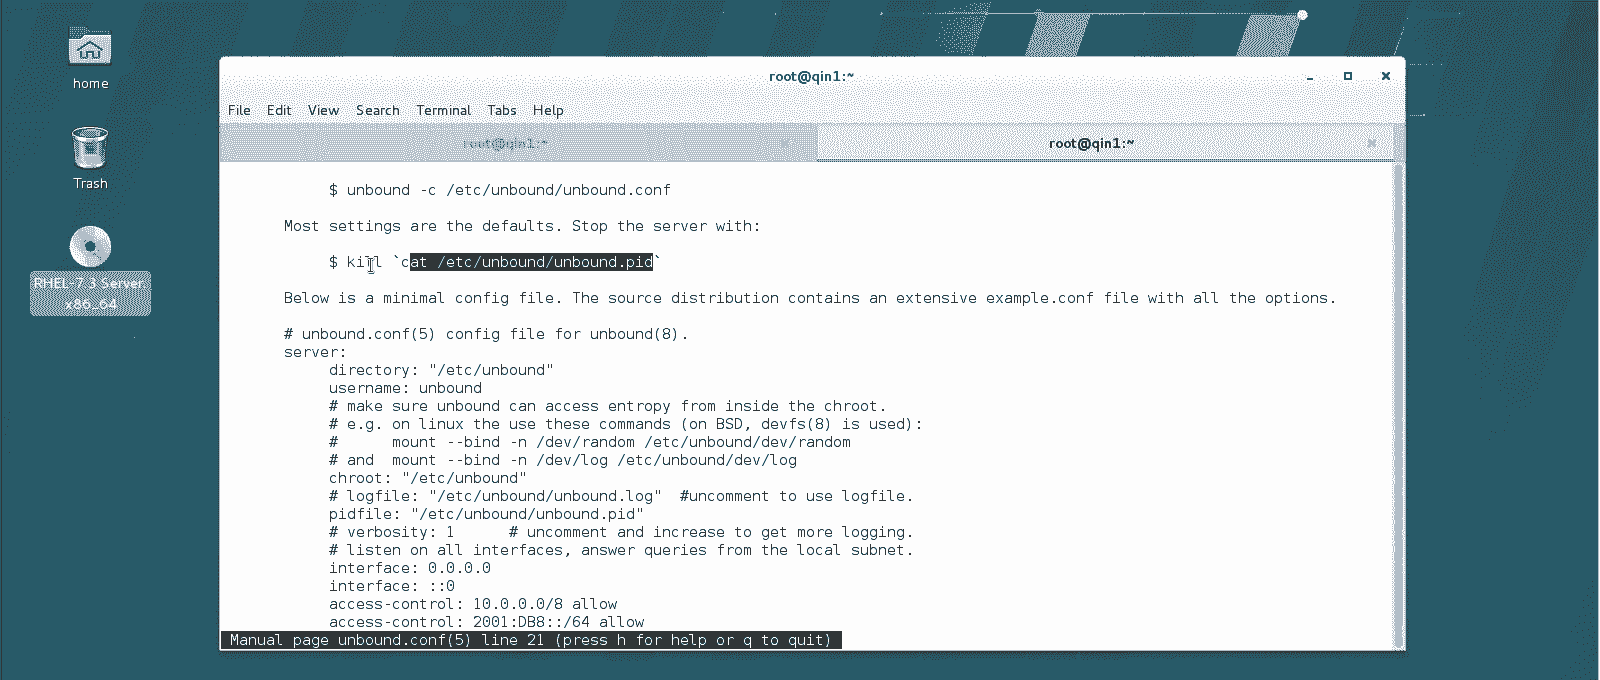 home
Trash
RHEL-7.3 Server.
x86_64
root@qin1:~
File Edit View Search Terminal Tabs Help
root@qin1:~ root@qin1:~
$ unbound -c /etc/unbound/unbound.conf
Most settings are the defaults. Stop the server with:
$ kill `cat /etc/unbound/unbound.pid`
Below is a minimal config file. The source distribution contains an extensive example.conf file with all the options.
# unbound.conf(5) config file for unbound(8).
server:
directory: "/etc/unbound"
username: unbound
# make sure unbound can access entropy from inside the chroot.
# e.g. on linux the use these commands (on BSD, devfs(8) is used):
#      mount --bind -n /dev/random /etc/unbound/dev/random
# and  mount --bind -n /dev/log /etc/unbound/dev/log
chroot: "/etc/unbound"
# logfile: "/etc/unbound/unbound.log"  #uncomment to use logfile.
pidfile: "/etc/unbound/unbound.pid"
# verbosity: 1      # uncomment and increase to get more logging.
# listen on all interfaces, answer queries from the local subnet.
interface: 0.0.0.0
interface: ::0
access-control: 10.0.0.0/8 allow
access-control: 2001:DB8::/64 allow
Manual page unbound.conf(5) line 21 (press h for help or q to quit)